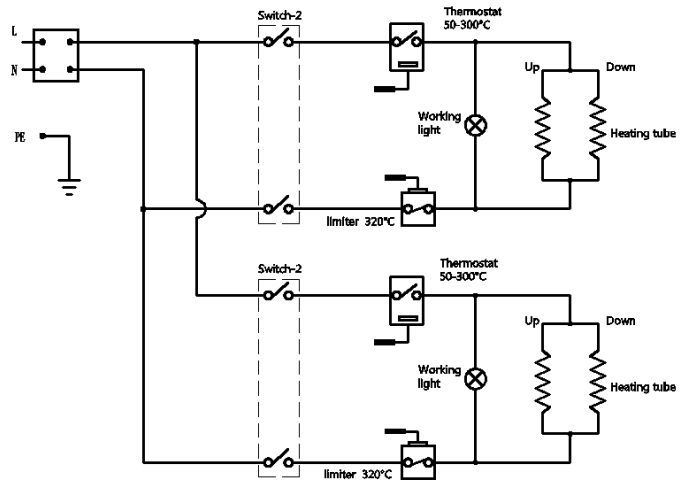 Thermostat
50-300°C
Switch-2
L
N
PE
Working
light
Up
Down
Heating tube
limiter 320°C
Thermostat
50-300°C
Switch-2
Working
light
Up
Down
Heating tube
limiter 320°C